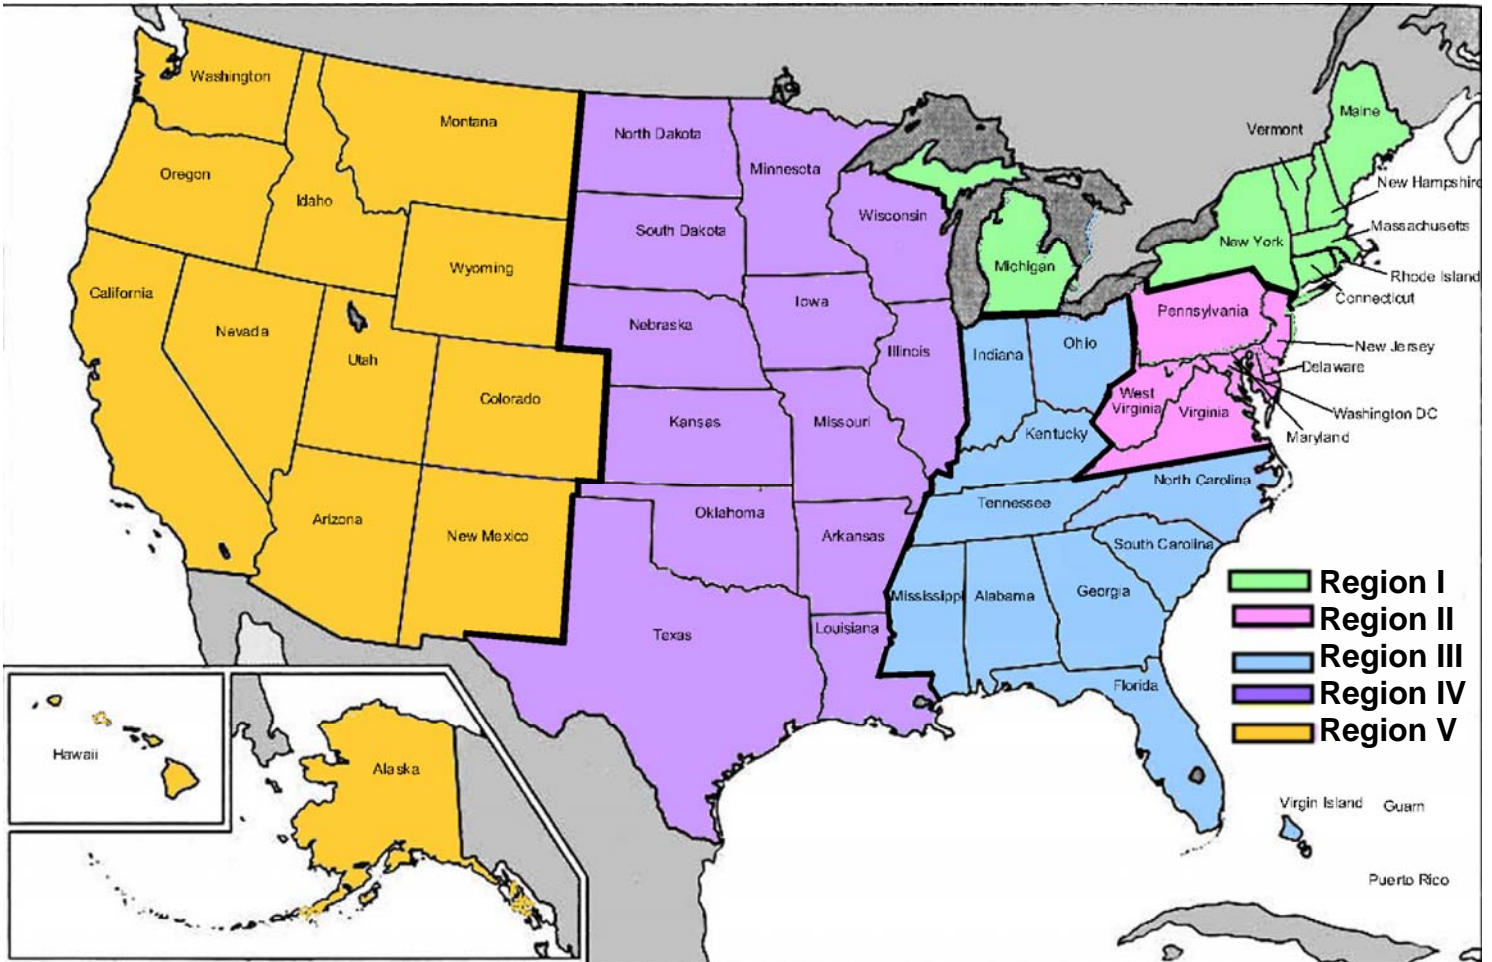 Washington
Montana
North Dakota
Minnesota
Maine
Vermont
Oregon
Idaho
New Hampshire
Wisconsin
South Dakota
Massachusetts
New York
Wyoming
Michigan
Rhode Island
California
Connecticut
Iowa
Pennsylvania
Nebraska
Nevada
Utah
Illinois
Indiana
Ohio
New Jersey
Delaware
Colorado
West
Virginia
Virginia
Washington DC
Kansas
Missouri
Kentucky
Maryland
North Carolina
Tennessee
Oklahoma
Arizona
New Mexico
Arkansas
South Carolina
Georgia
Mississippi
Alabama
Texas
Louisiana
Florida
Region I
Region II
Region III
Region IV
Region V
Hawaii
Alaska
Virgin Island
Guam
Puerto Rico